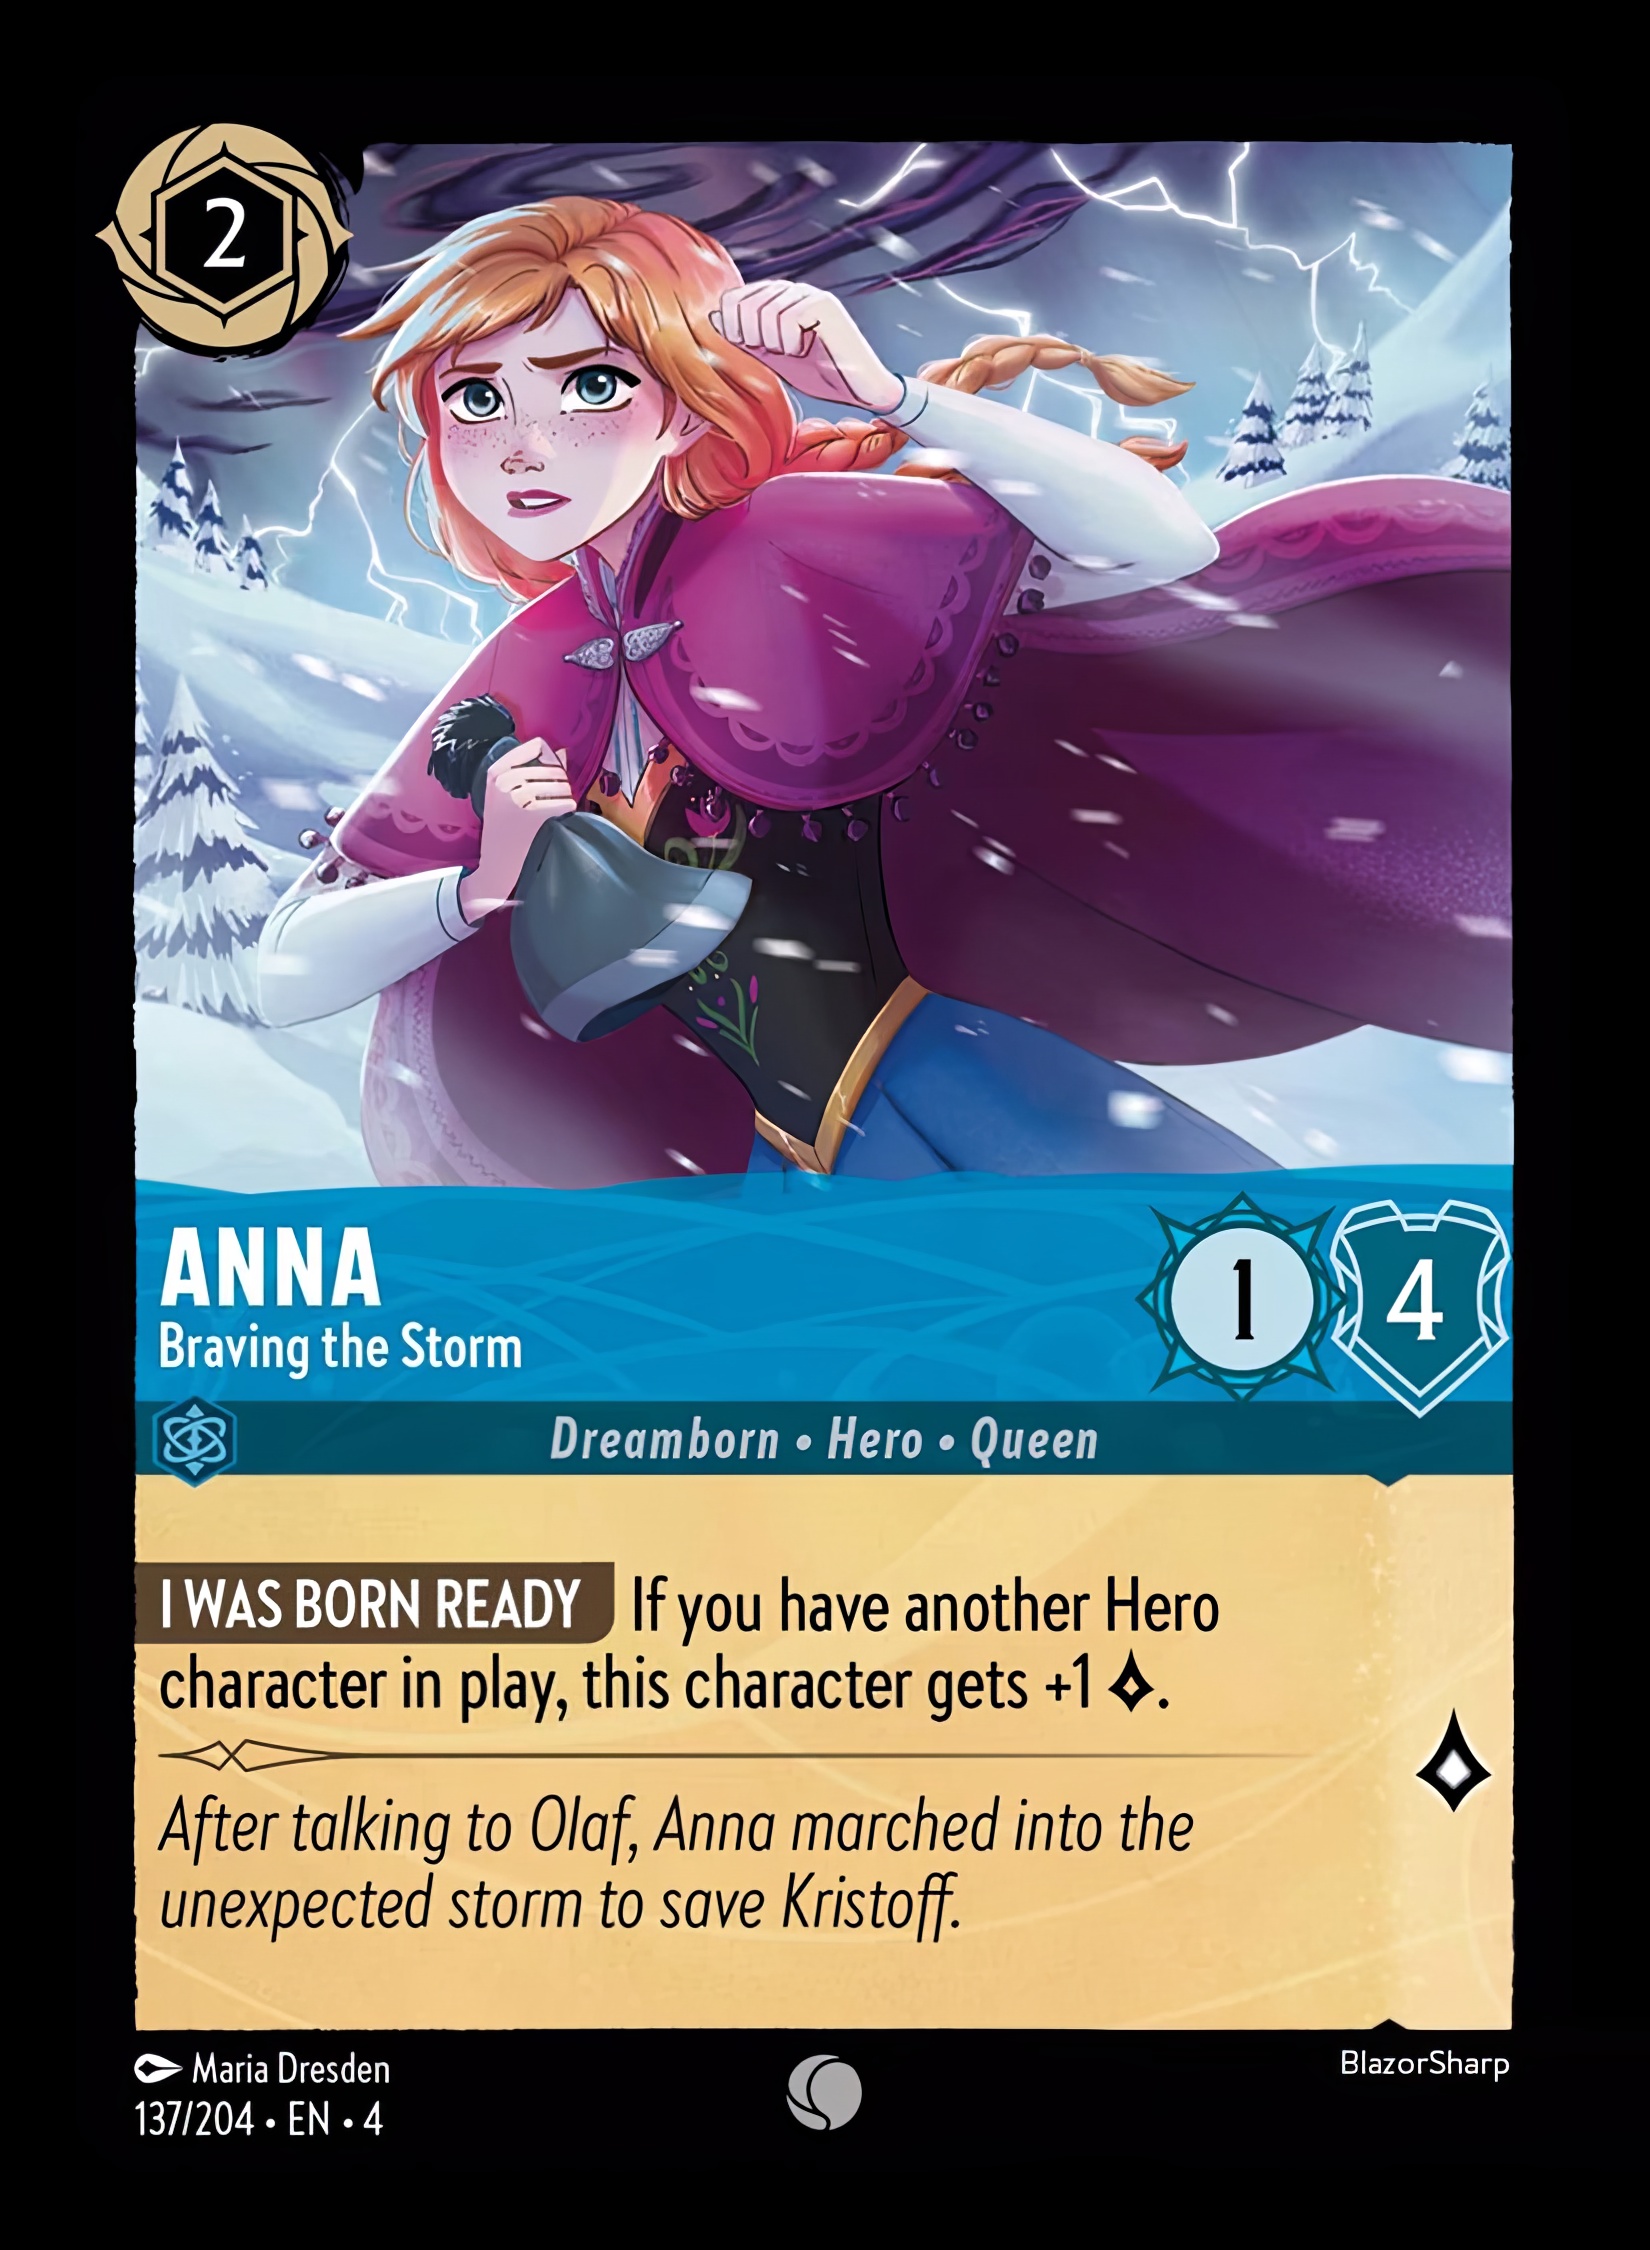 2
ANNA
Braving the Storm
1
4
Dreamborn • Hero • Queen
I WAS BORN READY If you have another Hero
character in play, this character gets +1 .
After talking to Olaf, Anna marched into the
unexpected storm to save Kristoff.
Maria Dresden
137/204 • EN • 4
BlazorSharp